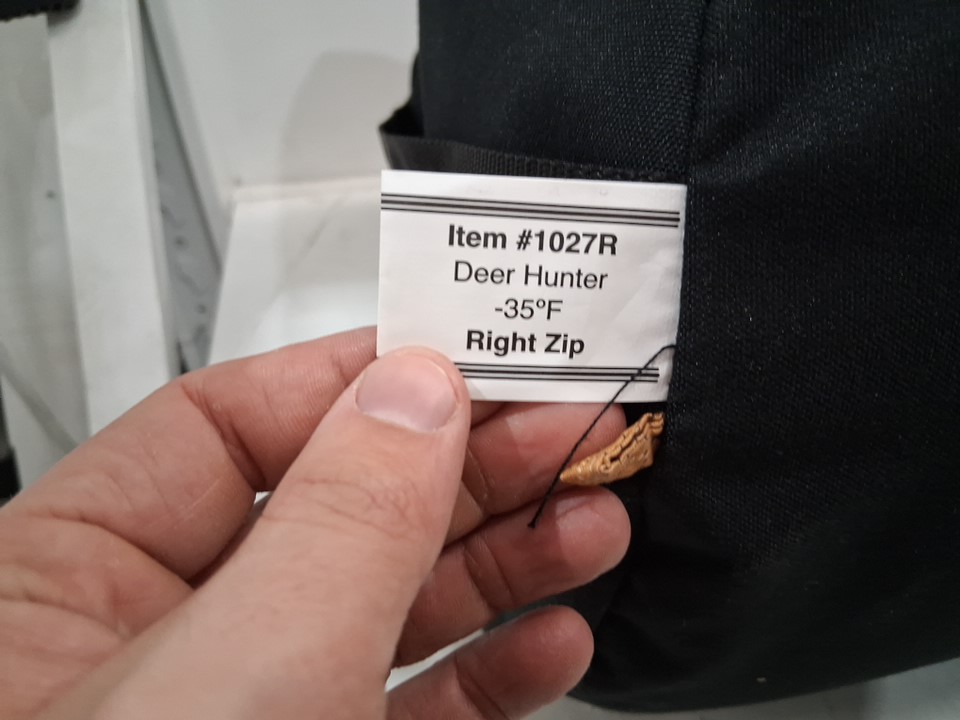 Item #1027R
Deer Hunter
-35°F
Right Zip